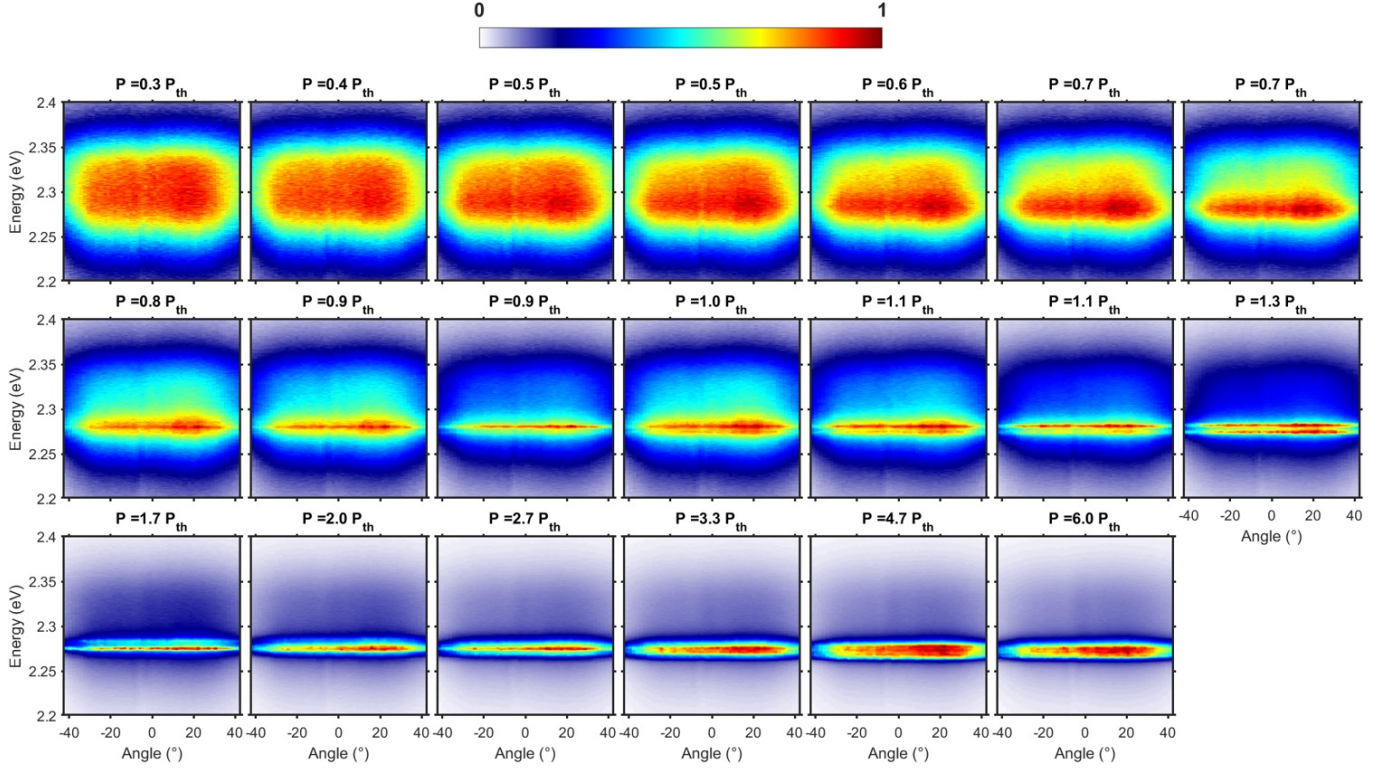 0 1
P =0.3 Pth P =0.4 Pth P =0.5 Pth P =0.5 Pth P =0.6 Pth P =0.7 Pth P =0.7 Pth
2.4
2.35
2.3
2.25
2.2
Energy (eV)
P =0.8 Pth P =0.9 Pth P =0.9 Pth P =1.0 Pth P =1.1 Pth P =1.1 Pth P =1.3 Pth
2.4
2.35
2.3
2.25
2.2
Energy (eV)
-40 -20 0 20 40
Angle (°)
P =1.7 Pth P =2.0 Pth P =2.7 Pth P =3.3 Pth P =4.7 Pth P =6.0 Pth
2.4
2.35
2.3
2.25
2.2
Energy (eV)
-40 -20 0 20 40 -40 -20 0 20 40 -40 -20 0 20 40 -40 -20 0 20 40 -40 -20 0 20 40 -40 -20 0 20 40
Angle (°) Angle (°) Angle (°) Angle (°) Angle (°) Angle (°)